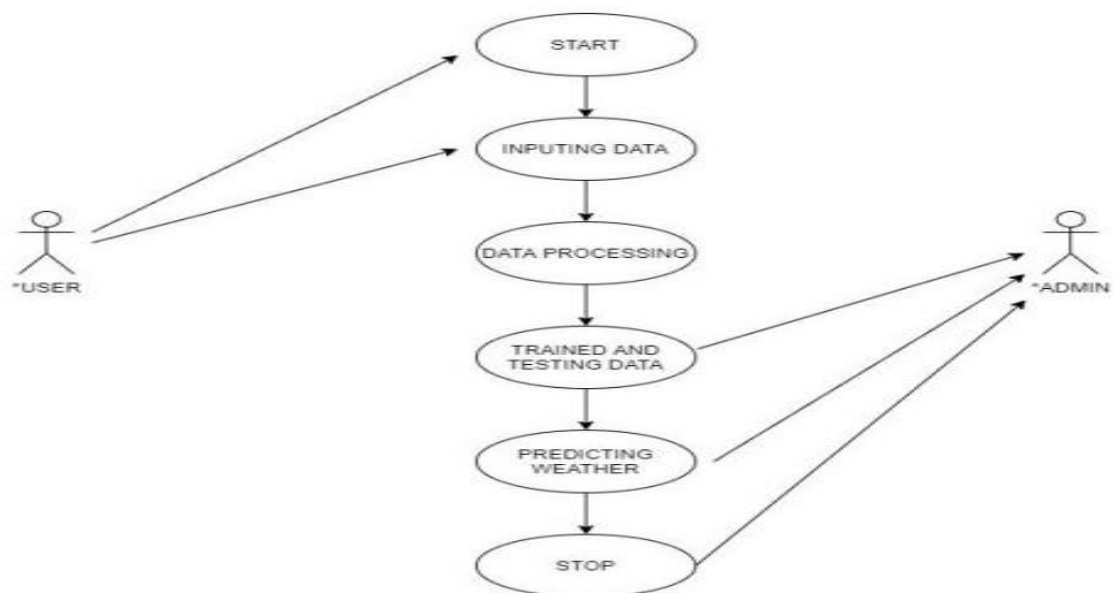 START
INPUTING DATA
DATA PROCESSING
*USER
*ADMIN
TRAINED AND
TESTING DATA
PREDICTING
WEATHER
STOP